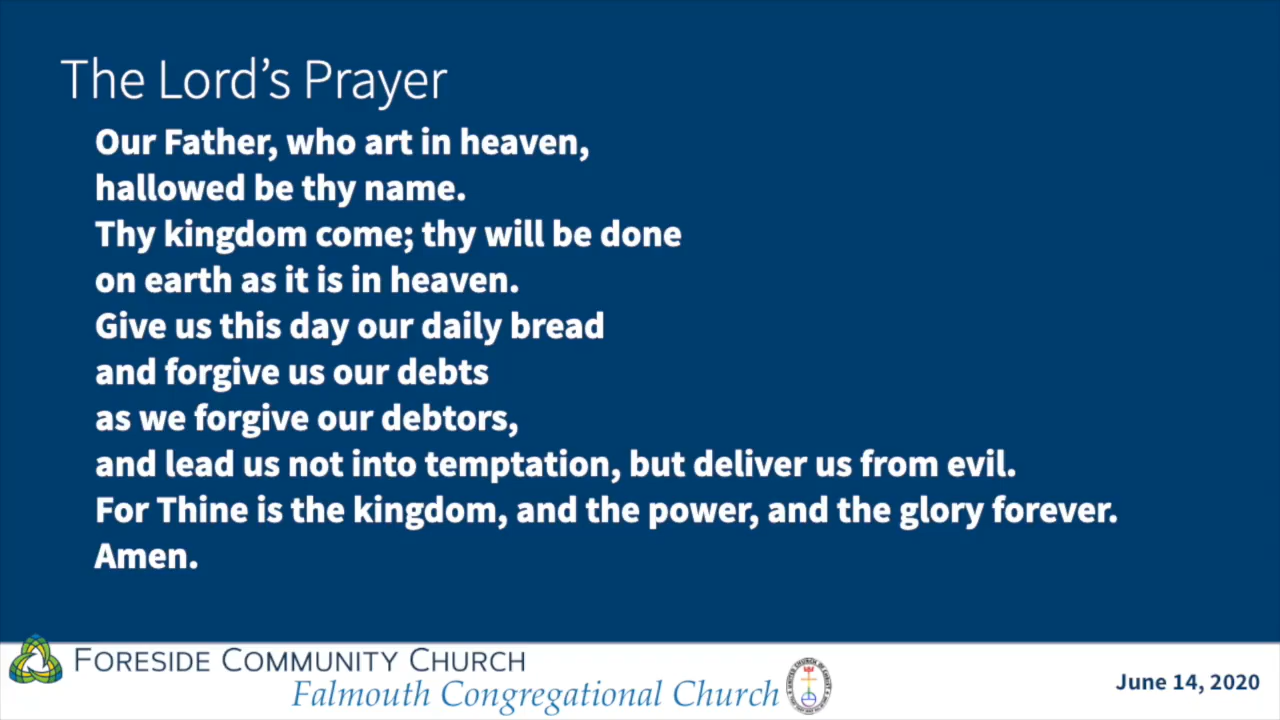 The Lord's Prayer
Our Father, who art in heaven,
hallowed be thy name.
Thy kingdom come; thy will be done
on earth as it is in heaven.
Give us this day our daily bread
and forgive us our debts
as we forgive our debtors,
and lead us not into temptation, but deliver us from evil.
For Thine is the kingdom, and the power, and the glory forever.
Amen.
FORESIDE COMMUNITY CHURCH
Falmouth Congregational Church
June 14, 2020